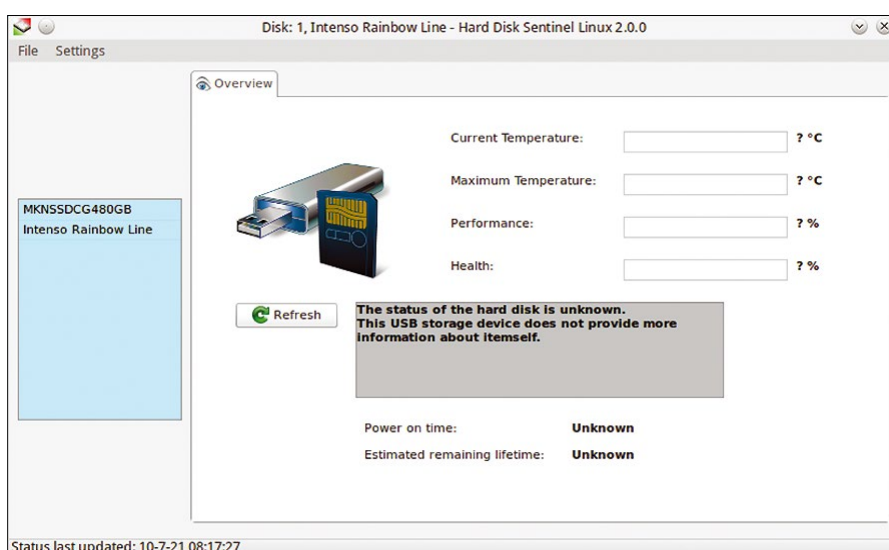 Disk: 1, Intenso Rainbow Line - Hard Disk Sentinel Linux 2.0.0
File Settings
Overview
Current Temperature: ? °C
Maximum Temperature: ? °C
MKNSSDCG480GB
Intenso Rainbow Line
Performance: ? %
Health: ? %
Refresh
The status of the hard disk is unknown.
This USB storage device does not provide more
information about itemself.
Power on time: Unknown
Estimated remaining lifetime: Unknown
Status last updated: 10-7-21 08:17:27